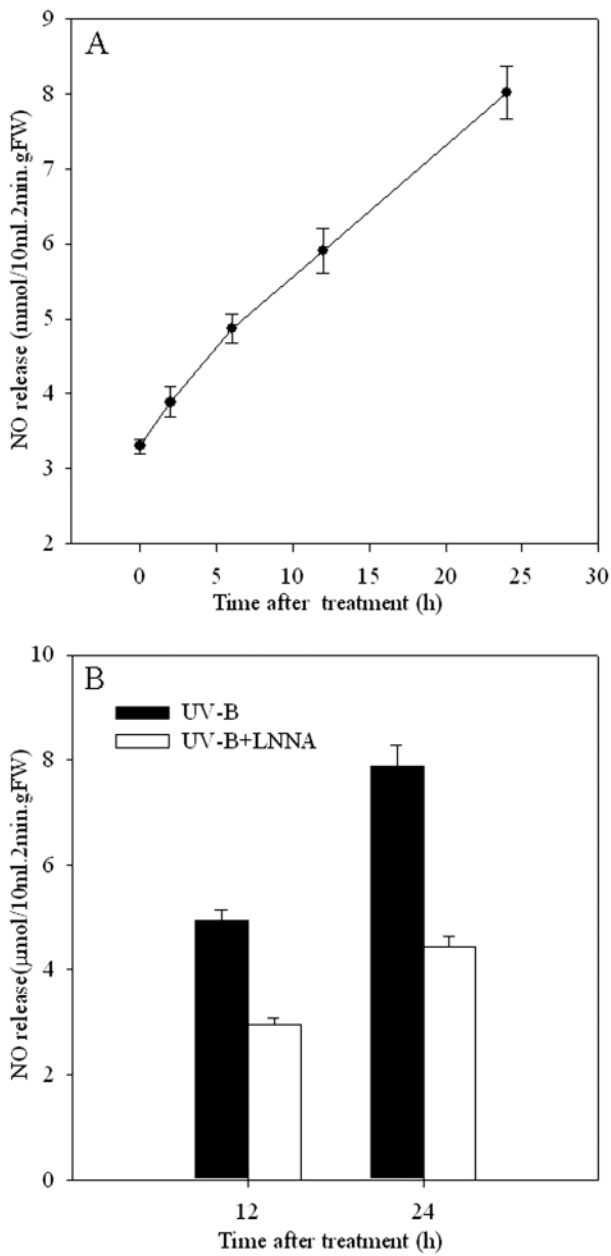 A
9
8
7
6
5
4
3
2
NO release (mmol/10ml.2min.gFW)
0 5 10 15 20 25 30
Time after treatment (h)
B
10
8
6
4
2
0
NO release(μmol/10ml.2min.gFW)
UV-B
UV-B+LNNA
12 24
Time after treatment (h)